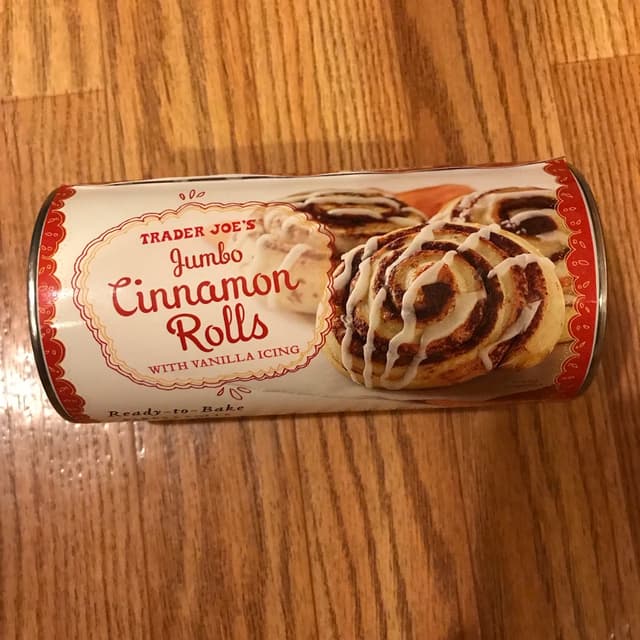 TRADER JOE'S
Jumbo
Cinnamon
Rolls
WITH VANILLA ICING
Ready-to-Bake